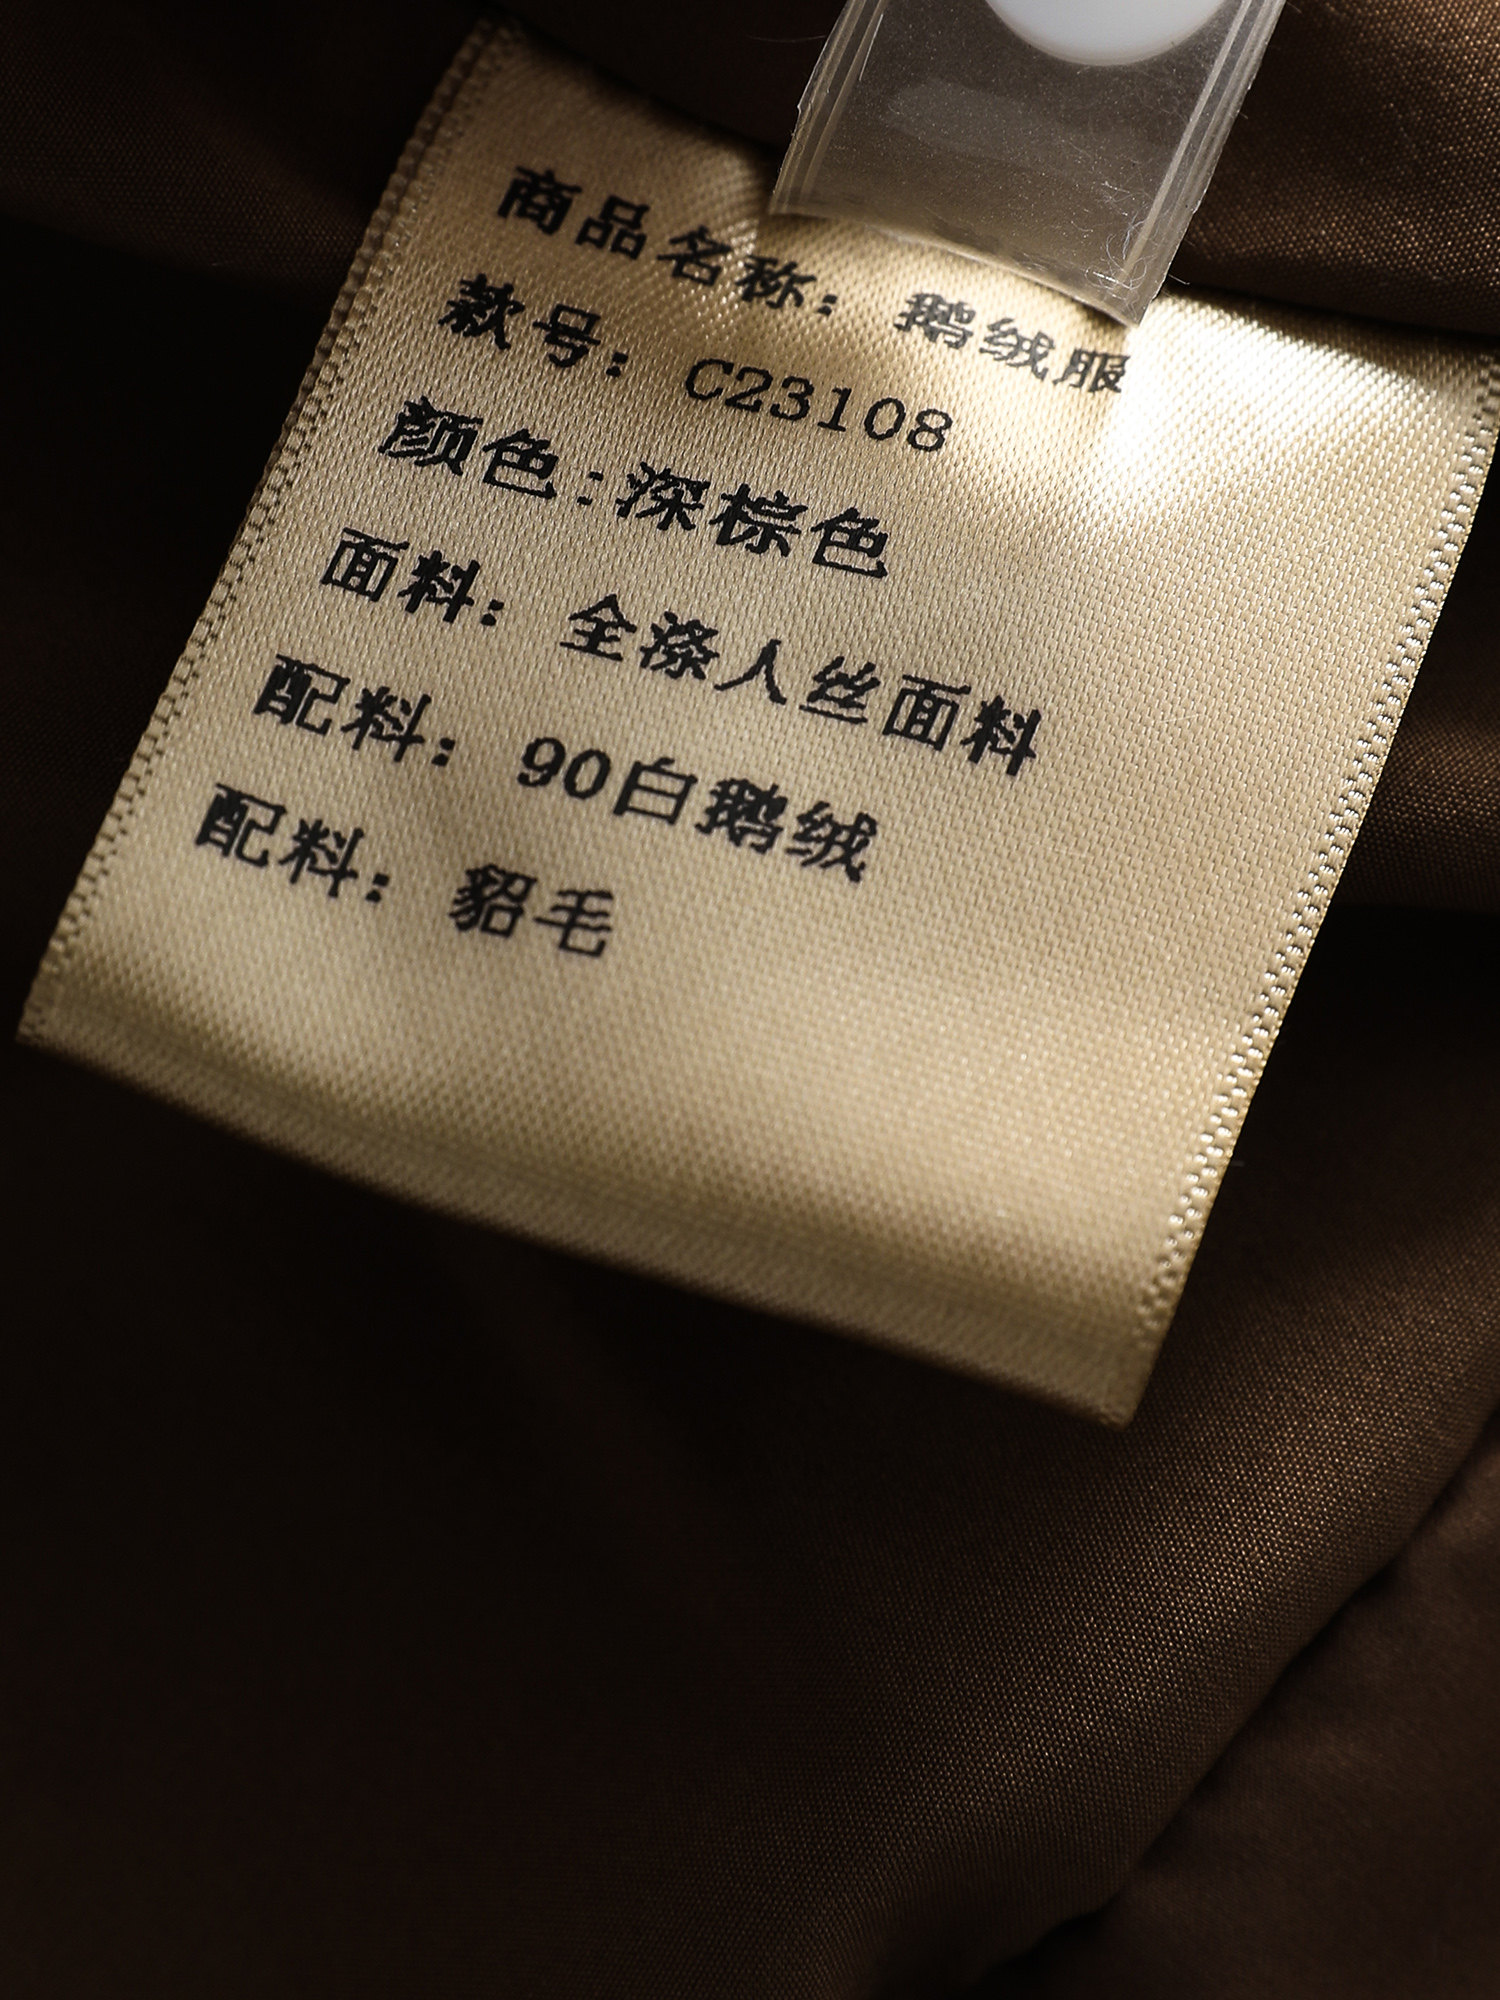 商品名称: 鹅绒服
款号: C23108
颜色:深棕色
面料: 全涤人丝面料
配料: 90白鹅绒
配料: 貂毛